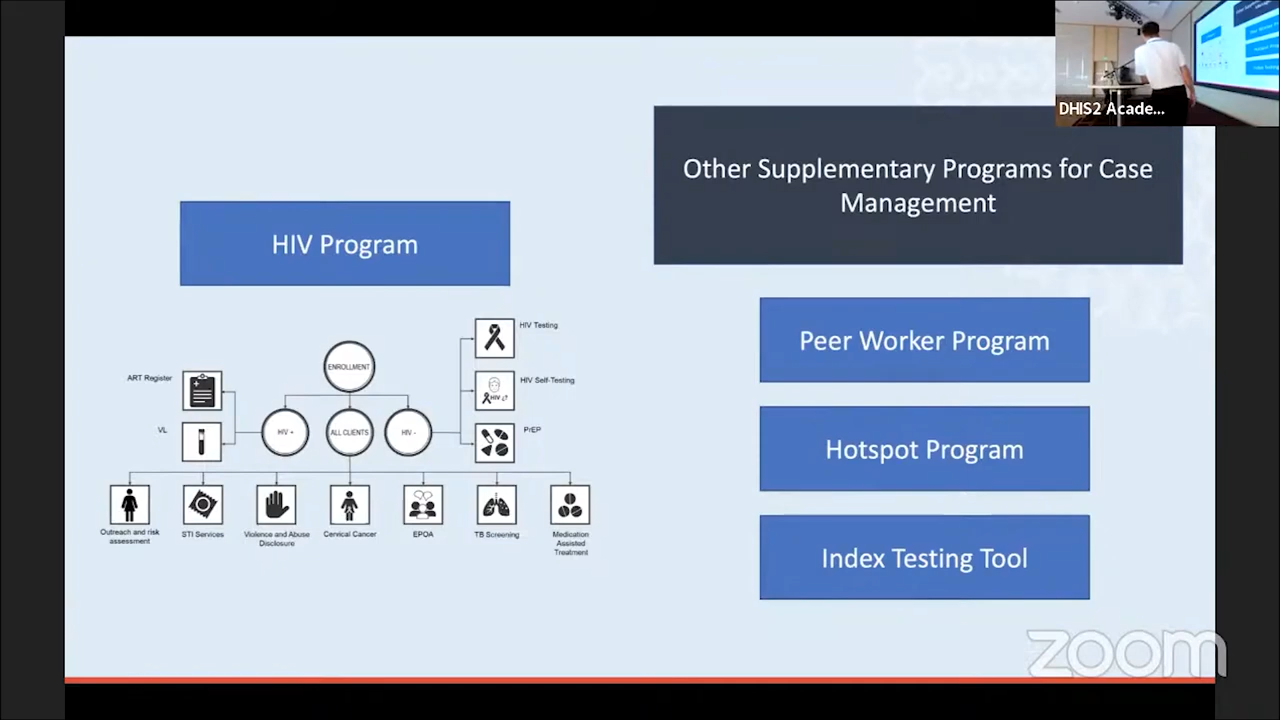 DHIS2 Acade...
Other Supplementary Programs for Case
Management
HIV Program
Peer Worker Program
Hotspot Program
Index Testing Tool
ENROLLMENT
HIV Testing
ART Register
HIV Self-Testing
HIV
VL
HIV +
ALL CLIENTS
HIV -
PrEP
Outreach and risk
assessment
STI Services
Violence and Abuse
Disclosure
Cervical Cancer
EPOA
TB Screening
Medication
Assisted
Treatment
zoom